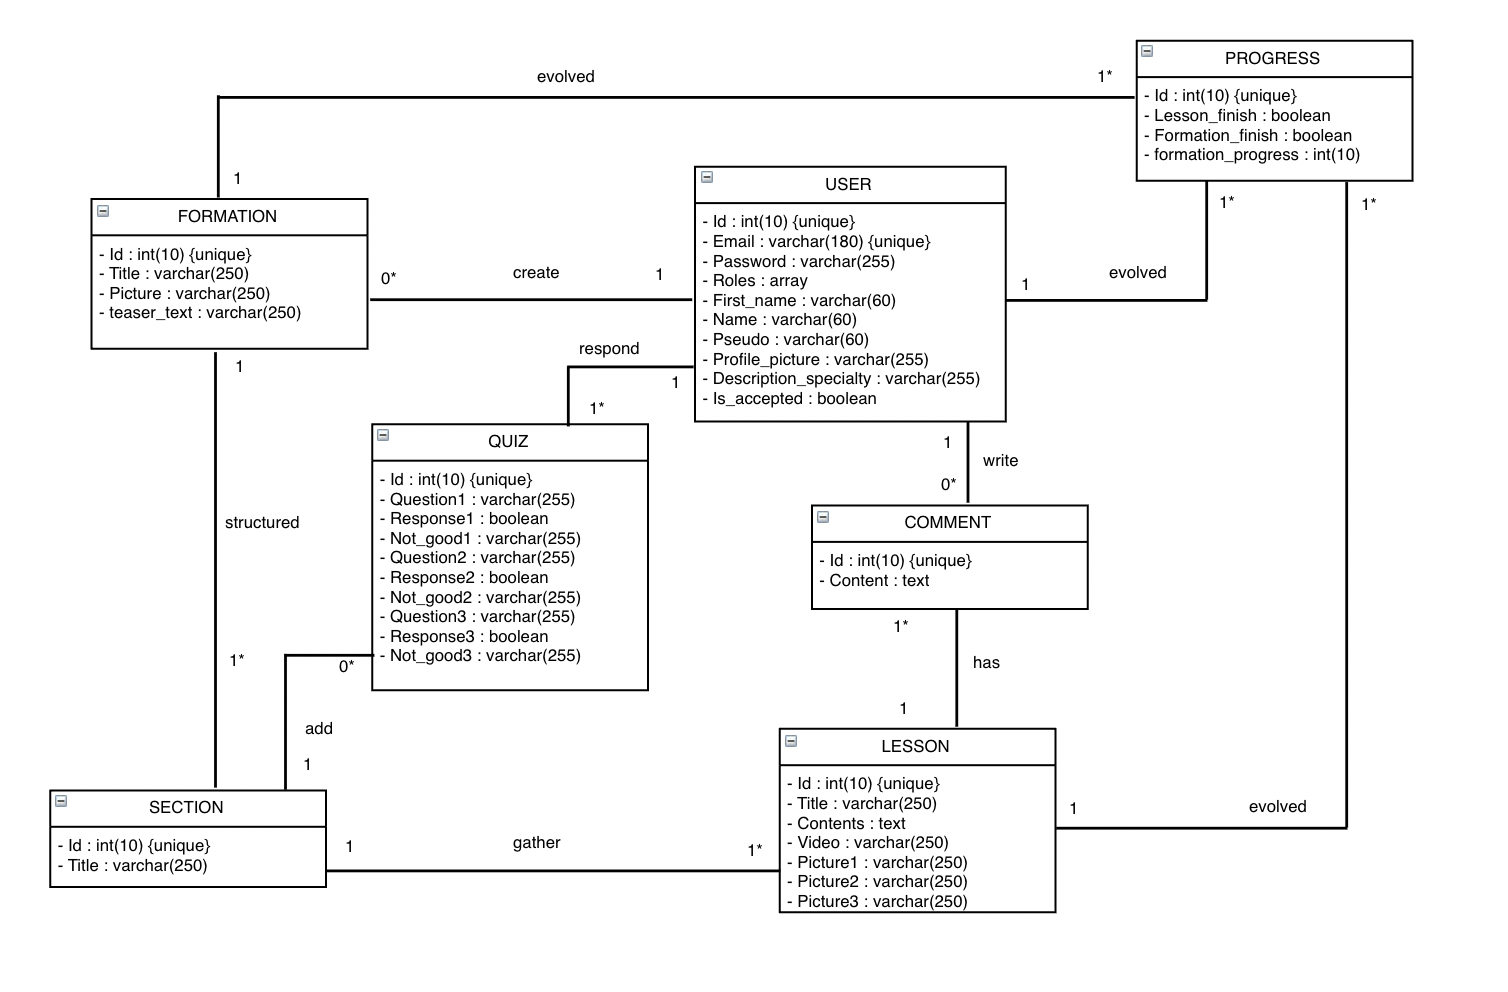 evolved
1*
PROGRESS
- Id : int(10) {unique}
- Lesson_finish : boolean
- Formation_finish : boolean
- formation_progress : int(10)
1
FORMATION
- Id : int(10) {unique}
- Title : varchar(250)
- Picture : varchar(250)
- teaser_text : varchar(250)
0*
create
1
USER
- Id : int(10) {unique}
- Email : varchar(180) {unique}
- Password : varchar(255)
- Roles : array
- First_name : varchar(60)
- Name : varchar(60)
- Pseudo : varchar(60)
- Profile_picture : varchar(255)
- Description_specialty : varchar(255)
- Is_accepted : boolean
1*
1*
1
evolved
respond
1
1*
1
QUIZ
- Id : int(10) {unique}
- Question1 : varchar(255)
- Response1 : boolean
- Not_good1 : varchar(255)
- Question2 : varchar(255)
- Response2 : boolean
- Not_good2 : varchar(255)
- Question3 : varchar(255)
- Response3 : boolean
- Not_good3 : varchar(255)
1
write
0*
COMMENT
- Id : int(10) {unique}
- Content : text
structured
1*
0*
add
1
1*
has
1
SECTION
- Id : int(10) {unique}
- Title : varchar(250)
1
gather
1*
LESSON
- Id : int(10) {unique}
- Title : varchar(250)
- Contents : text
- Video : varchar(250)
- Picture1 : varchar(250)
- Picture2 : varchar(250)
- Picture3 : varchar(250)
1
evolved